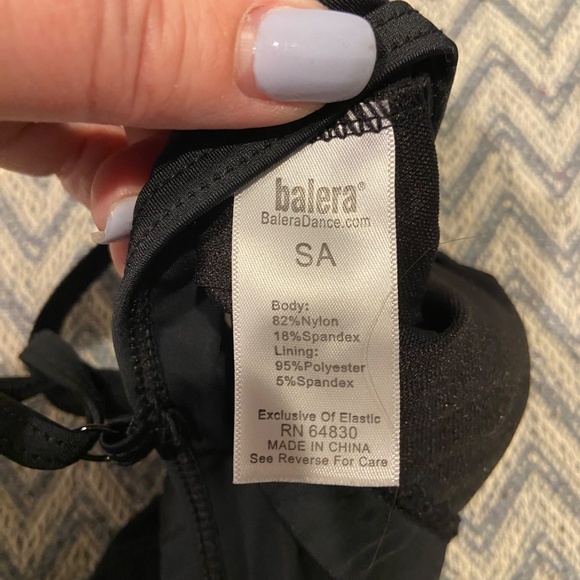 balera®
BaleraDance.com
SA
Body:
82%Nylon
18%Spandex
Lining:
95%Polyester
5%Spandex
Exclusive Of Elastic
RN 64830
MADE IN CHINA
See Reverse For Care